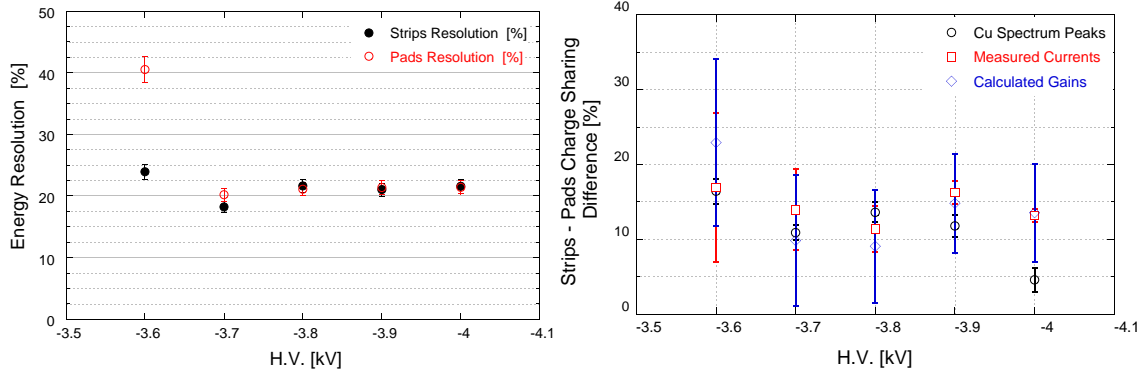 50
40
30
20
10
0
-3.5
-3.6
-3.7
-3.8
-3.9
-4
-4.1
Energy Resolution [%]
H.V. [kV]
Strips Resolution [%]
Pads Resolution [%]
40
30
20
10
0
-3.5
-3.6
-3.7
-3.8
-3.9
-4
-4.1
Strips - Pads Charge Sharing
Difference [%]
H.V. [kV]
Cu Spectrum Peaks
Measured Currents
Calculated Gains